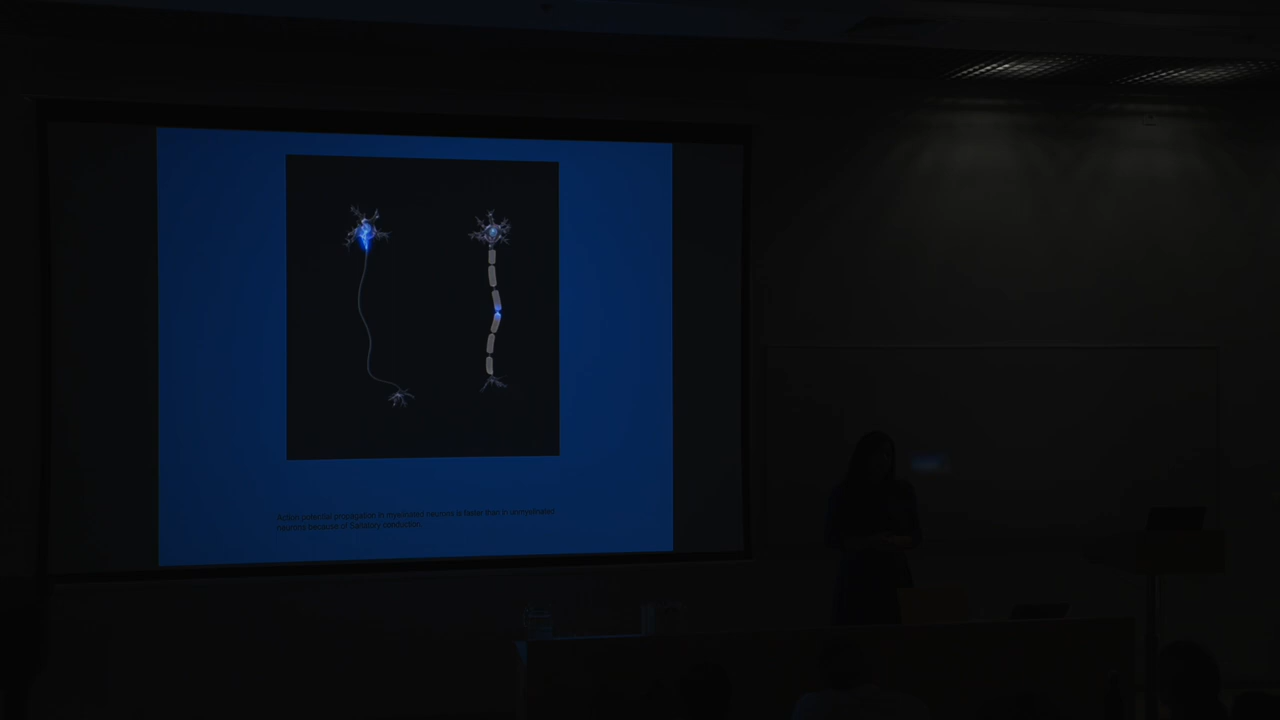 Action potential propagation in myelinated neurons is faster than in unmyelinated
neurons because of Saltatory conduction.